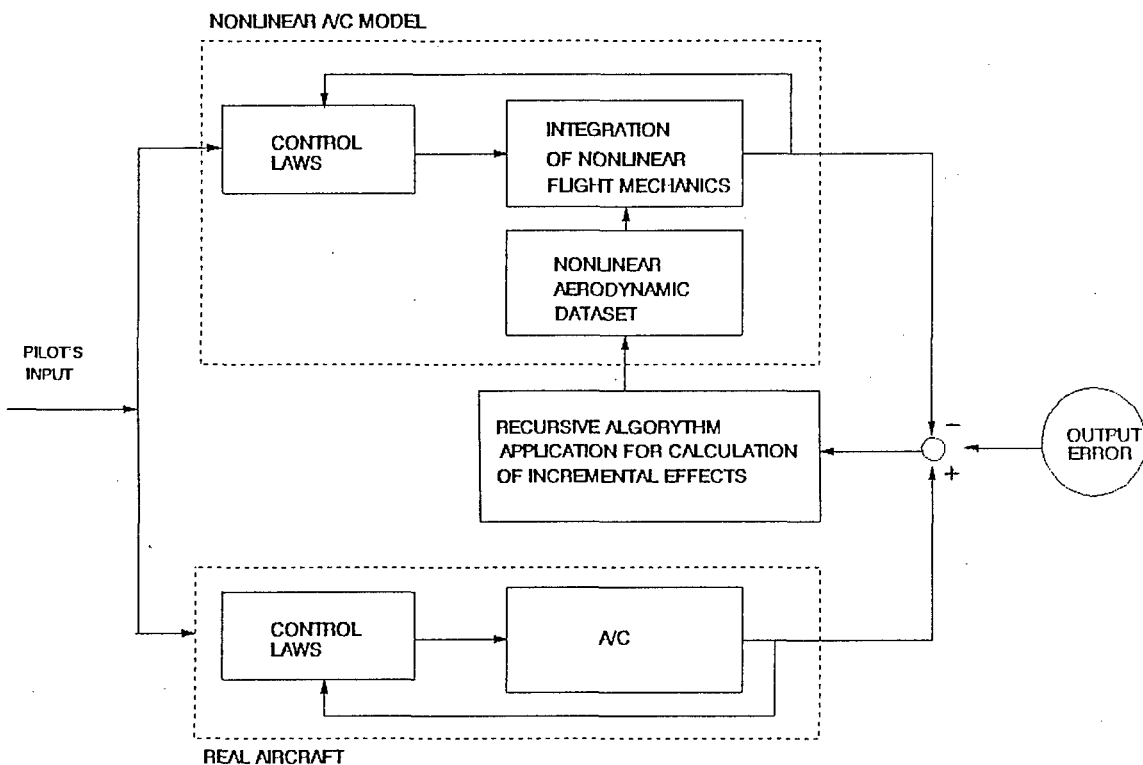 NONLINEAR A/C MODEL
CONTROL
LAWS
INTEGRATION
OF NONLINEAR
FLIGHT MECHANICS
NONLINEAR
AERODYNAMIC
DATASET
PILOT'S
INPUT
RECURSIVE ALGORYTHM
APPLICATION FOR CALCULATION
OF INCREMENTAL EFFECTS
−
+
OUTPUT
ERROR
CONTROL
LAWS
A/C
REAL AIRCRAFT